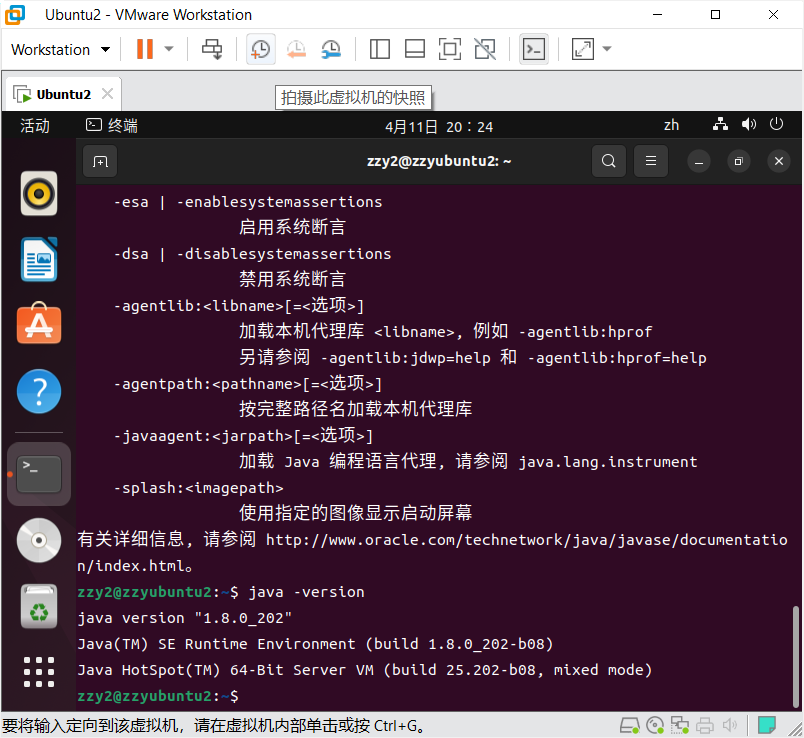 Ubuntu2 - VMware Workstation
Workstation
Ubuntu2
拍摄此虚拟机的快照
活动 终端 4月11日 20：24 zh
zzy2@zzyubuntu2: ~
-esa | -enablesystemassertions
启用系统断言
-dsa | -disablesystemassertions
禁用系统断言
-agentlib:<libname>[=<选项>]
加载本机代理库 <libname>, 例如 -agentlib:hprof
另请参阅 -agentlib:jdwp=help 和 -agentlib:hprof=help
-agentpath:<pathname>[=<选项>]
按完整路径名加载本机代理库
-javaagent:<jarpath>[=<选项>]
加载 Java 编程语言代理, 请参阅 java.lang.instrument
-splash:<imagepath>
使用指定的图像显示启动屏幕
有关详细信息, 请参阅 http://www.oracle.com/technetwork/java/javase/documentatio
n/index.html。
zzy2@zzyubuntu2:~$ java -version
java version "1.8.0_202"
Java(TM) SE Runtime Environment (build 1.8.0_202-b08)
Java HotSpot(TM) 64-Bit Server VM (build 25.202-b08, mixed mode)
zzy2@zzyubuntu2:~$
要将输入定向到该虚拟机，请在虚拟机内部单击或按 Ctrl+G。